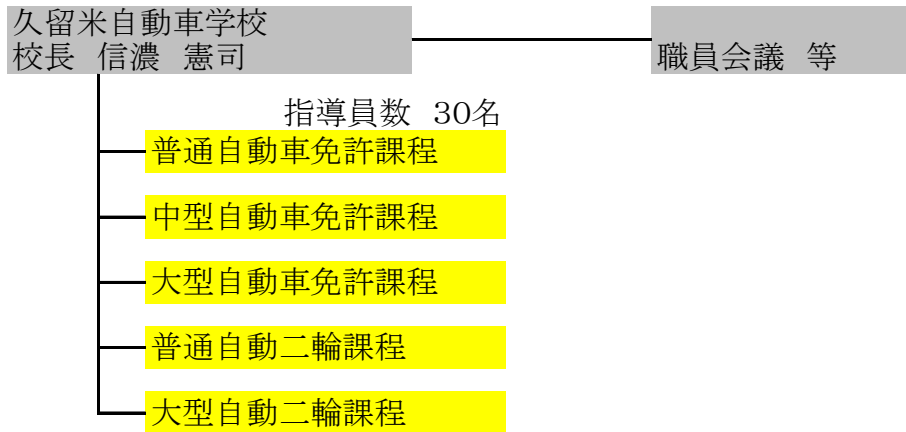 久留米自動車学校
校長 信濃 憲司
職員会議 等
指導員数 30名
普通自動車免許課程
中型自動車免許課程
大型自動車免許課程
普通自動二輪課程
大型自動二輪課程